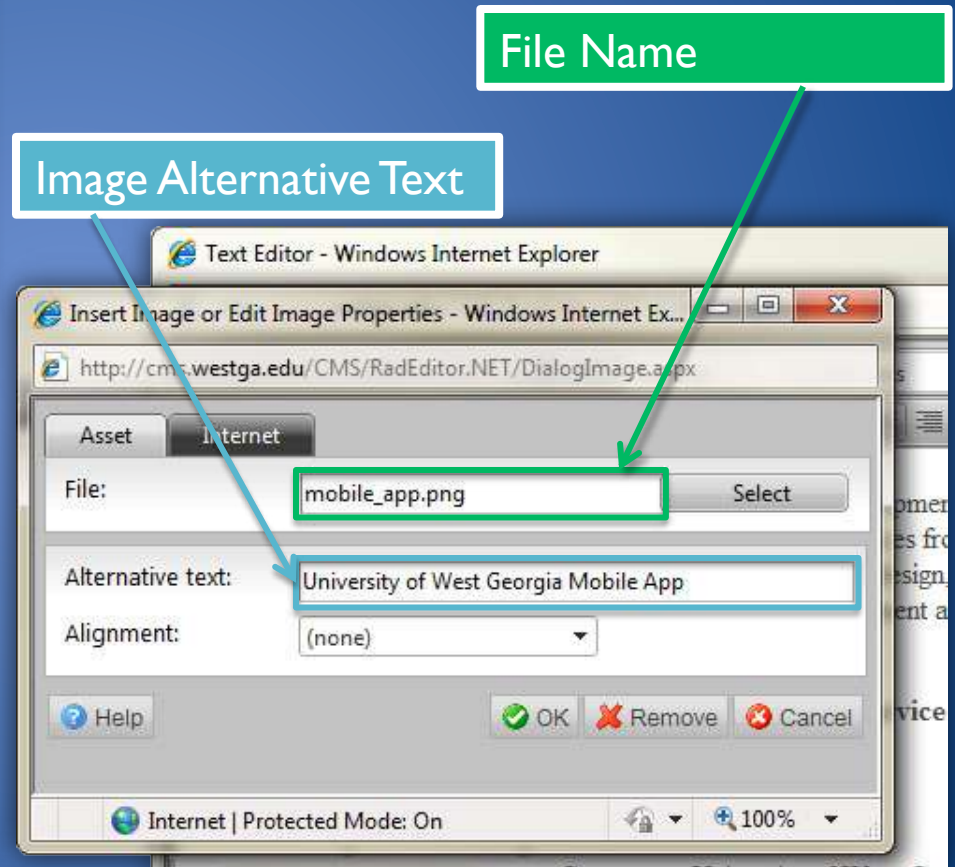 File Name
Image Alternative Text
Text Editor - Windows Internet Explorer
Insert Image or Edit Image Properties - Windows Internet Ex...
http://cms.westga.edu/CMS/RadEditor.NET/DialogImage.aspx
Asset Internet
File: mobile_app.png Select
Alternative text: University of West Georgia Mobile App
Alignment: (none)
Help OK Remove Cancel
Internet | Protected Mode: On 100%